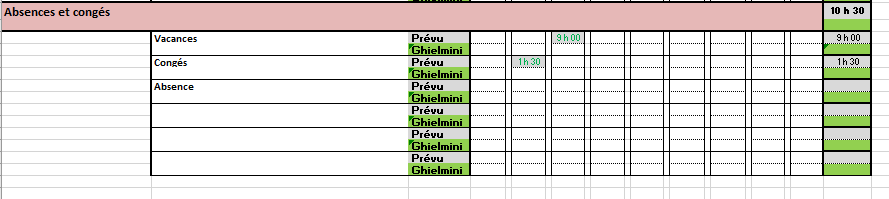 Absences et congés 10 h 30
Vacances Prévu 9 h 00 9 h 00
Ghielmini
Congés Prévu 1 h 30 1 h 30
Ghielmini
Absence Prévu
Ghielmini
Prévu
Ghielmini
Prévu
Ghielmini
Prévu
Ghielmini